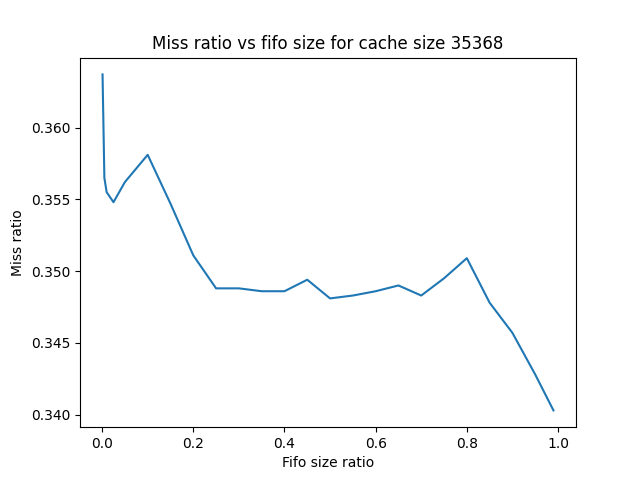 Miss ratio vs fifo size for cache size 35368
Miss ratio
0.360
0.355
0.350
0.345
0.340
0.0 0.2 0.4 0.6 0.8 1.0
Fifo size ratio